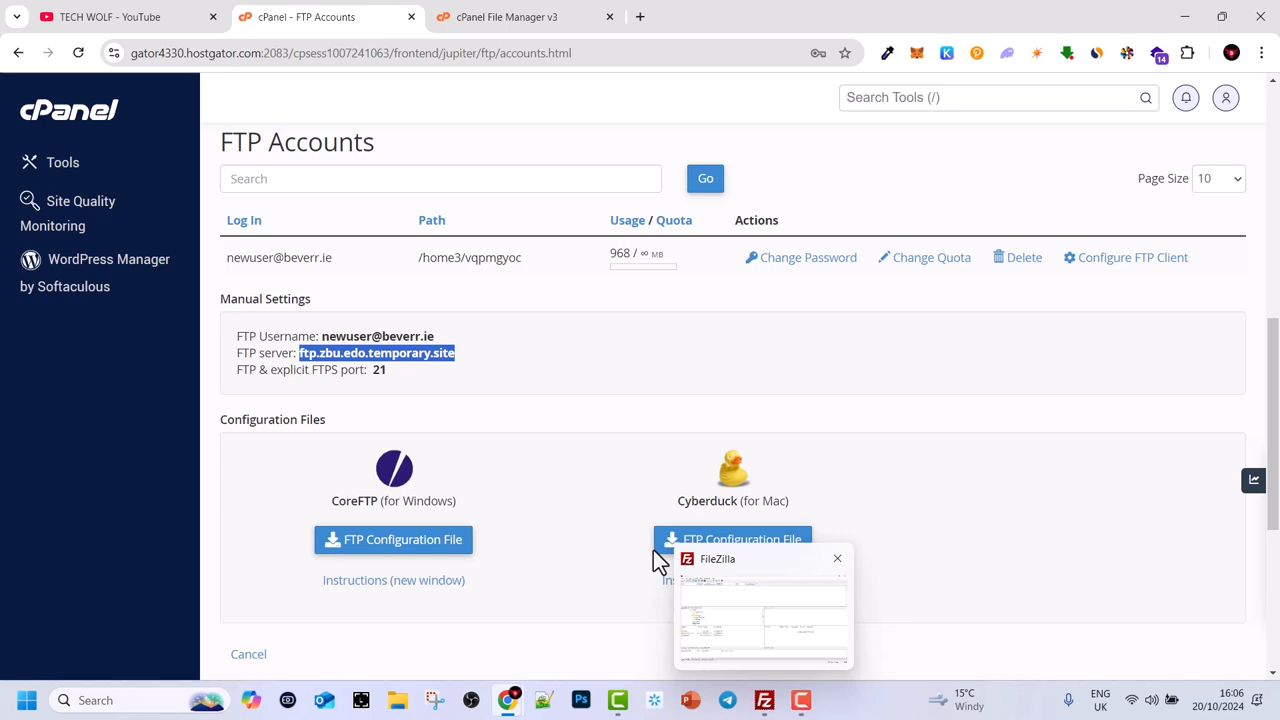 TECH WOLF - YouTube
cPanel - FTP Accounts
cPanel File Manager v3
gator4330.hostgator.com:2083/cpsess1007241063/frontend/jupiter/ftp/accounts.html
14
cPanel
Search Tools (/)
Tools
Site Quality
Monitoring
WordPress Manager
by Softaculous
FTP Accounts
Search
Go
Page Size 10
Log In Path Usage / Quota Actions
newuser@beverr.ie /home3/vqpmgyoc 968 / ∞ MB Change Password Change Quota Delete Configure FTP Client
Manual Settings
FTP Username: newuser@beverr.ie
FTP server: ftp.zbu.edo.temporary.site
FTP & explicit FTPS port: 21
Configuration Files
CoreFTP (for Windows) Cyberduck (for Mac)
FTP Configuration File FTP Configuration File
Fz FileZilla
Instructions (new window)
Cancel
Search
Ps
Fz
15°C
Windy
ENG
UK
16:06
20/10/2024